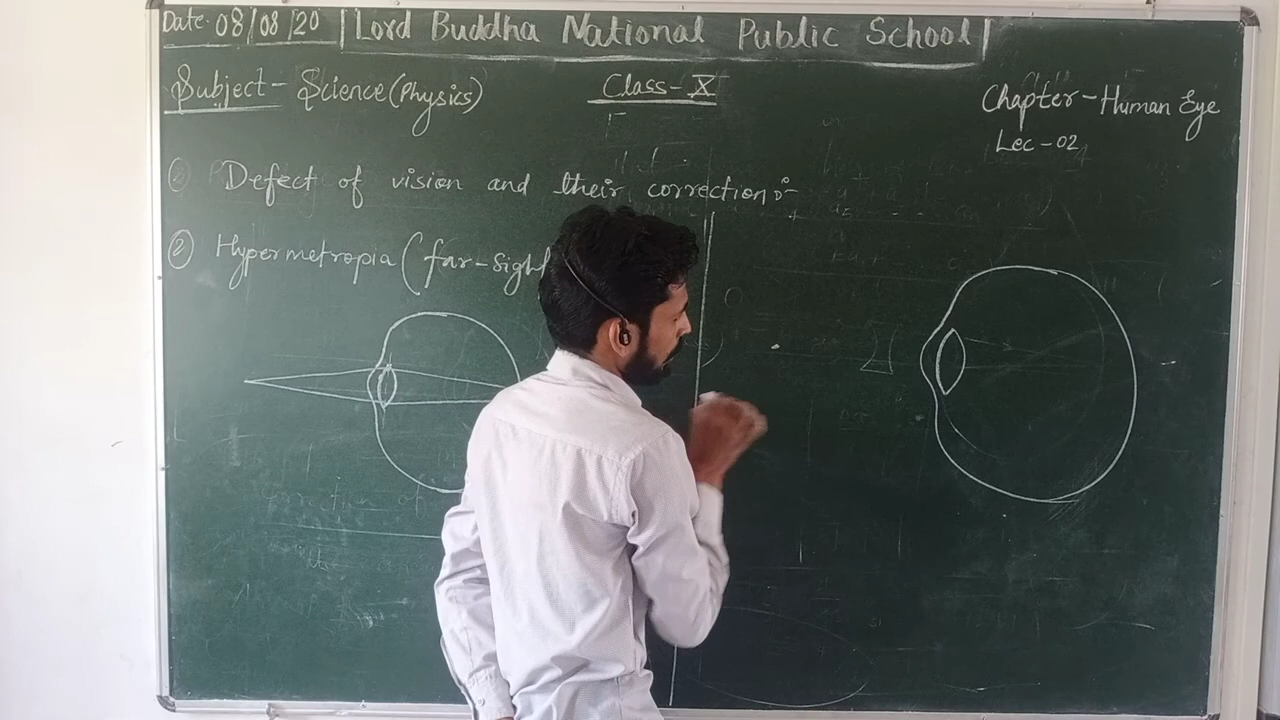 Date. 08/08/20 | Lord Buddha National Public School |
Subject - Science (Physics)
Class - X
Chapter - Human Eye
Lec - 02
Defect of vision and their correction :-
② Hypermetropia (far-sigh